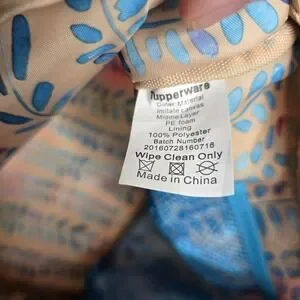 Tupperware
Outer Material
Imitate canvas
Middle Layer
PE foam
Lining
100% Polyester
Batch Number
20160728160716
Wipe Clean Only
Made in China